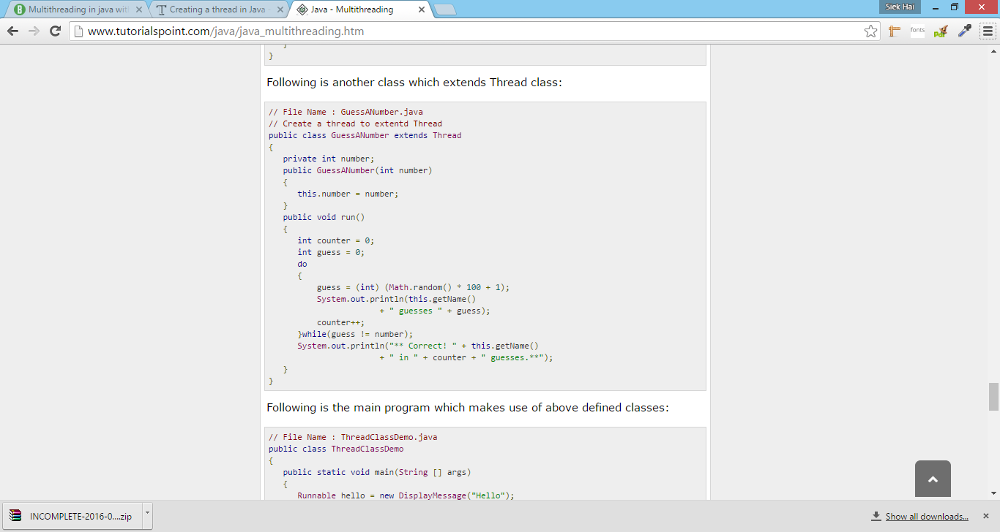 Multithreading in java wit
Creating a thread in Java -
Java - Multithreading
Siek Hai
www.tutorialspoint.com/java/java_multithreading.htm
fonts
}
}
Following is another class which extends Thread class:
// File Name : GuessANumber.java
// Create a thread to extentd Thread
public class GuessANumber extends Thread
{
private int number;
public GuessANumber(int number)
{
this.number = number;
}
public void run()
{
int counter = 0;
int guess = 0;
do
{
guess = (int) (Math.random() * 100 + 1);
System.out.println(this.getName()
+ " guesses " + guess);
counter++;
}while(guess != number);
System.out.println("** Correct! " + this.getName()
+ " in " + counter + " guesses.**");
}
}
Following is the main program which makes use of above defined classes:
// File Name : ThreadClassDemo.java
public class ThreadClassDemo
{
public static void main(String [] args)
{
Runnable hello = new DisplayMessage("Hello");
INCOMPLETE-2016-0....zip
Show all downloads...